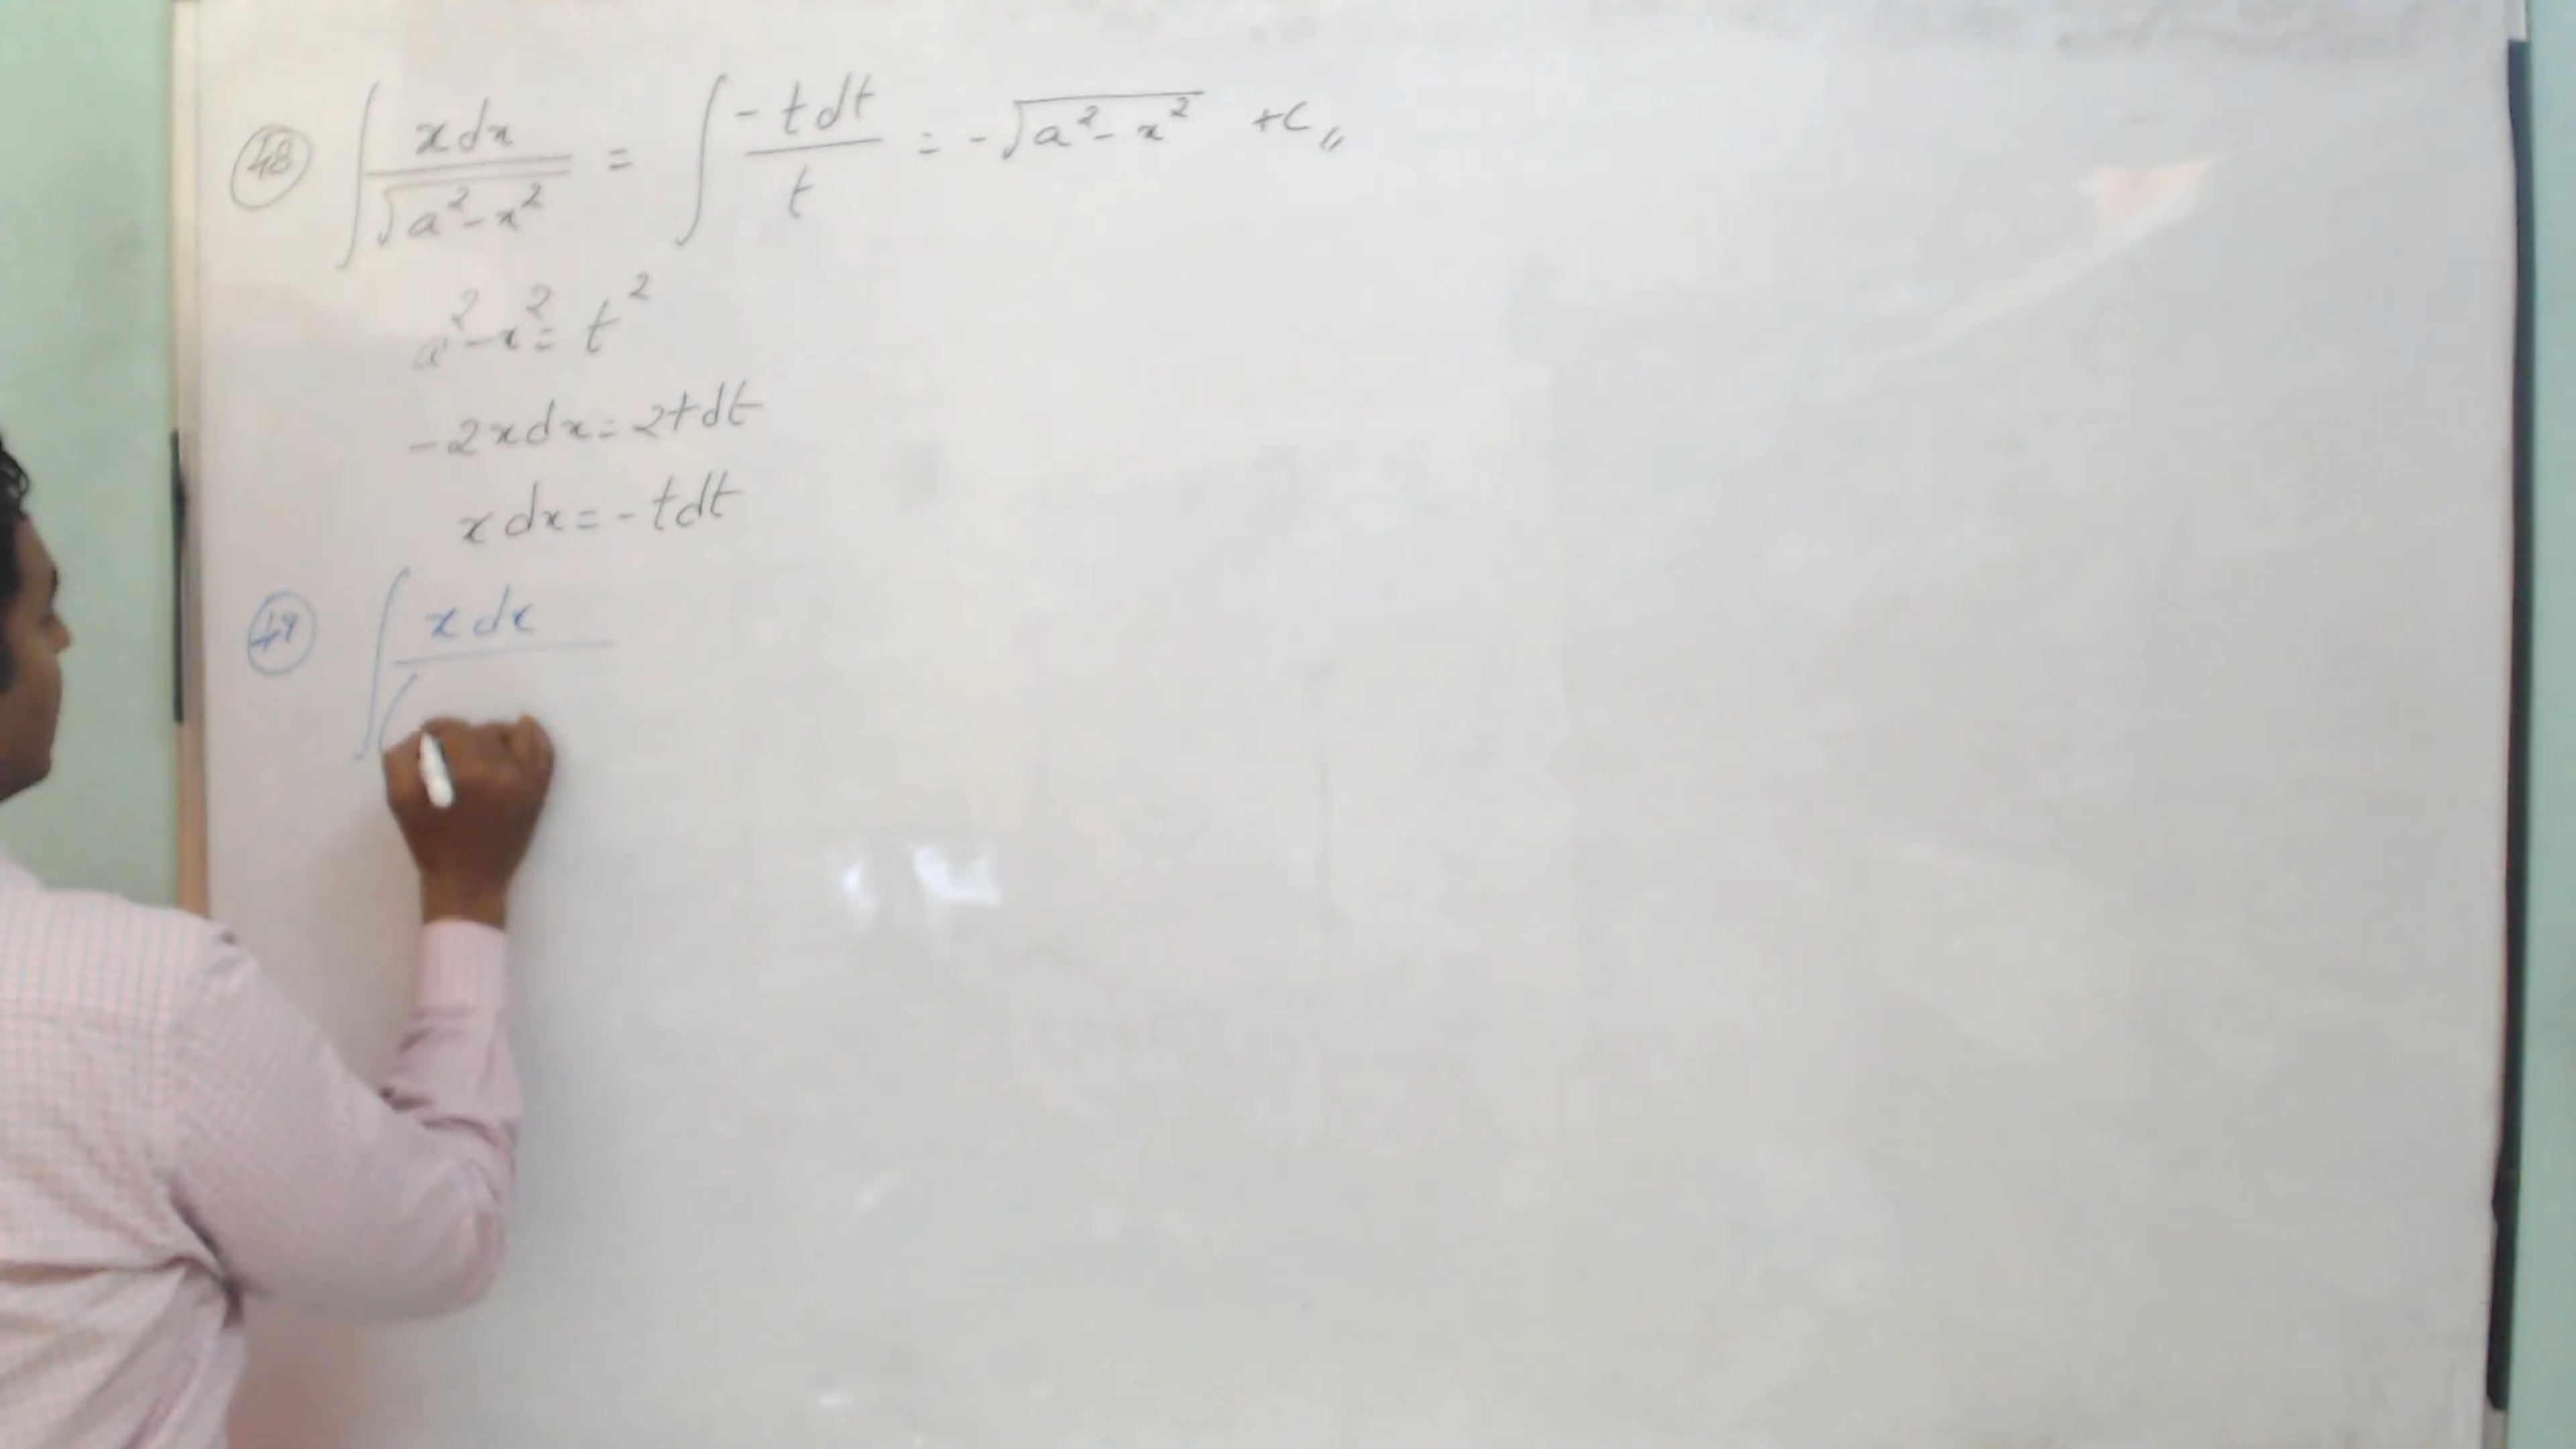 (48) ∫ x dx / √(a² - x²) = ∫ -t dt / t = -√(a² - x²) + c //
a² - x² = t²
-2x dx = 2t dt
x dx = -t dt
(49) ∫ x dx / (